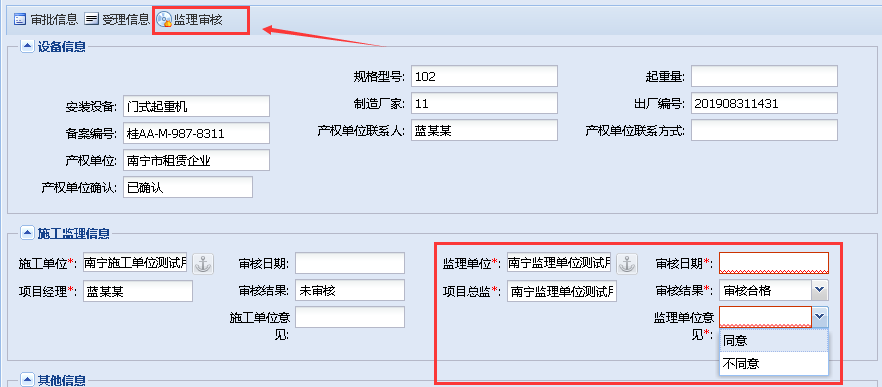 审批信息 受理信息 监理审核
设备信息
规格型号: 102 起重量:
安装设备: 门式起重机 制造厂家: 11 出厂编号: 201908311431
备案编号: 桂AA-M-987-8311 产权单位联系人: 蓝某某 产权单位联系方式:
产权单位: 南宁市租赁企业
产权单位确认: 已确认
施工监理信息
施工单位*: 南宁施工单位测试用 审核日期: 监理单位*: 南宁监理单位测试用 审核日期*:
项目经理*: 蓝某某 审核结果: 未审核 项目总监*: 南宁监理单位测试用 审核结果*: 审核合格
施工单位意见: 监理单位意见*:
同意
不同意
其他信息